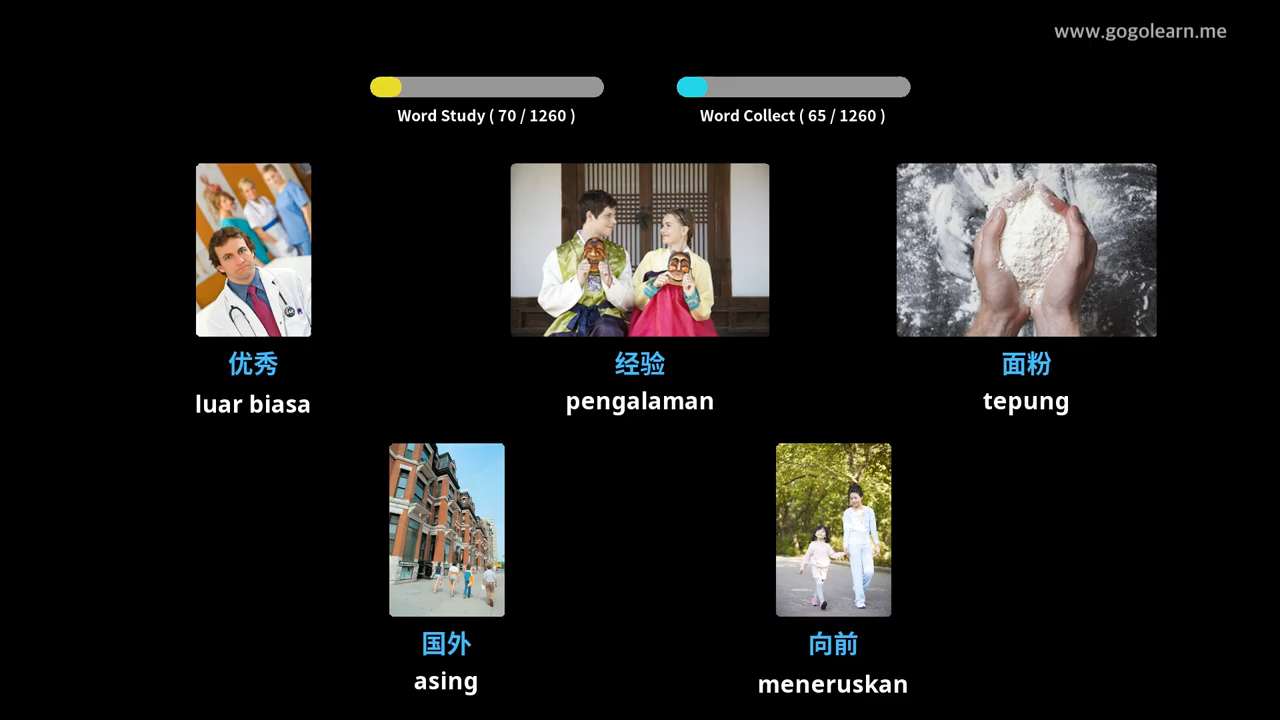 www.gogolearn.me
Word Study ( 70 / 1260 )
Word Collect ( 65 / 1260 )
优秀
luar biasa
经验
pengalaman
面粉
tepung
国外
asing
向前
meneruskan